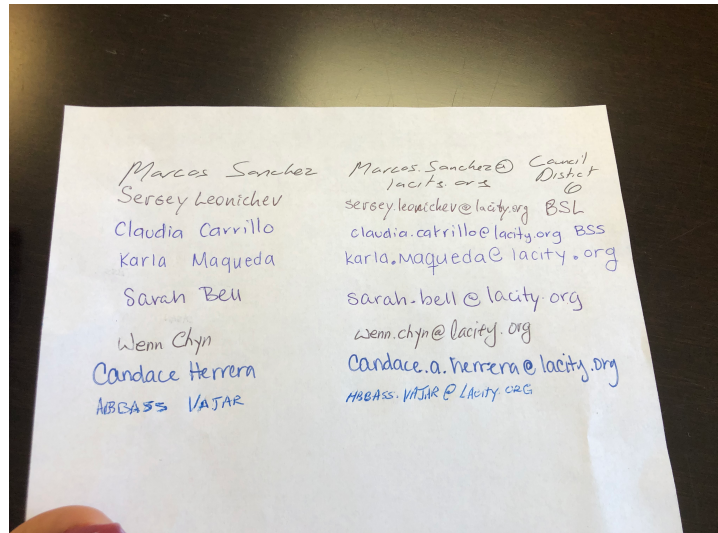 Marcos Sanchez Marcos.Sanchez@ Council
lacity.org District
6
Sergey Leonichev sergey.leonichev@lacity.org BSL
Claudia Carrillo claudia.carrillo@lacity.org BSS
Karla Maqueda karla.maqueda@lacity.org
Sarah Bell sarah.bell@lacity.org
Wenn Chyn wenn.chyn@lacity.org
Candace Herrera Candace.a.herrera@lacity.org
ABBASS VAJAR ABBASS.VAJAR@LAcity.ORG